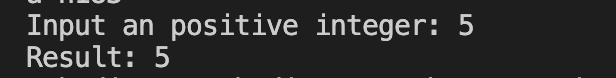 Input an positive integer: 5
Result: 5